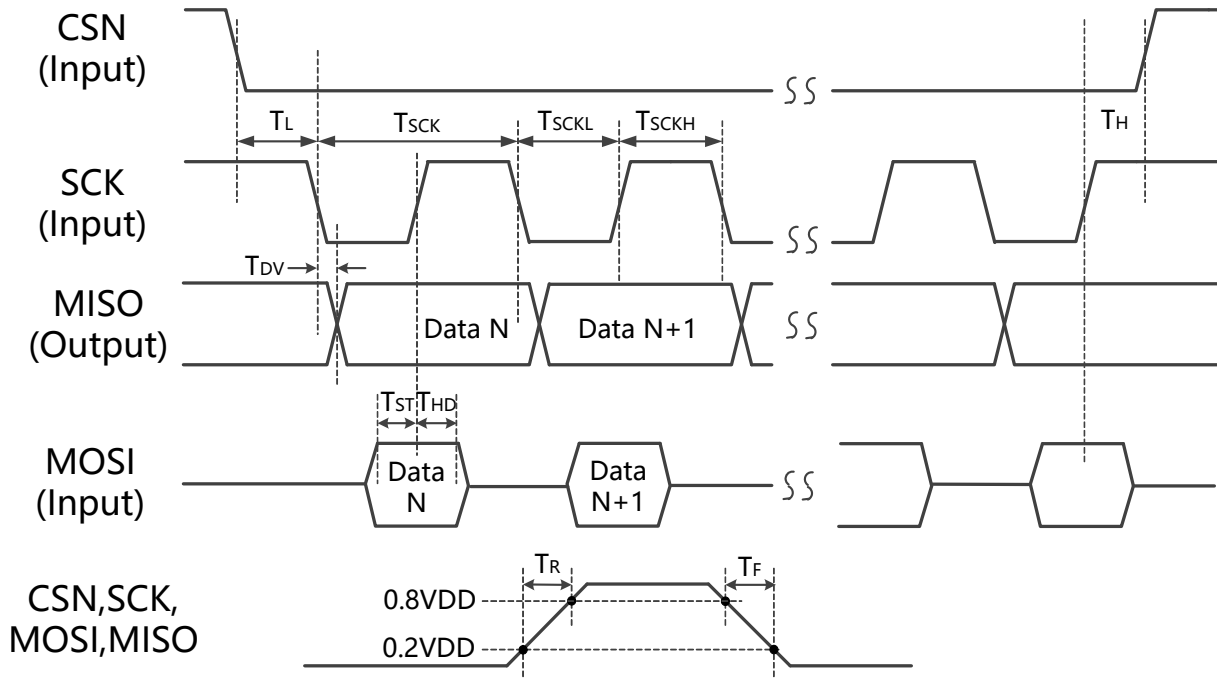 CSN
(Input)
TL
TSCK
TSCKL
TSCKH
TH
SCK
(Input)
TDV
MISO
(Output)
Data N
Data N+1
TST
THD
MOSI
(Input)
Data
N
Data
N+1
TR
TF
CSN,SCK,
MOSI,MISO
0.8VDD
0.2VDD